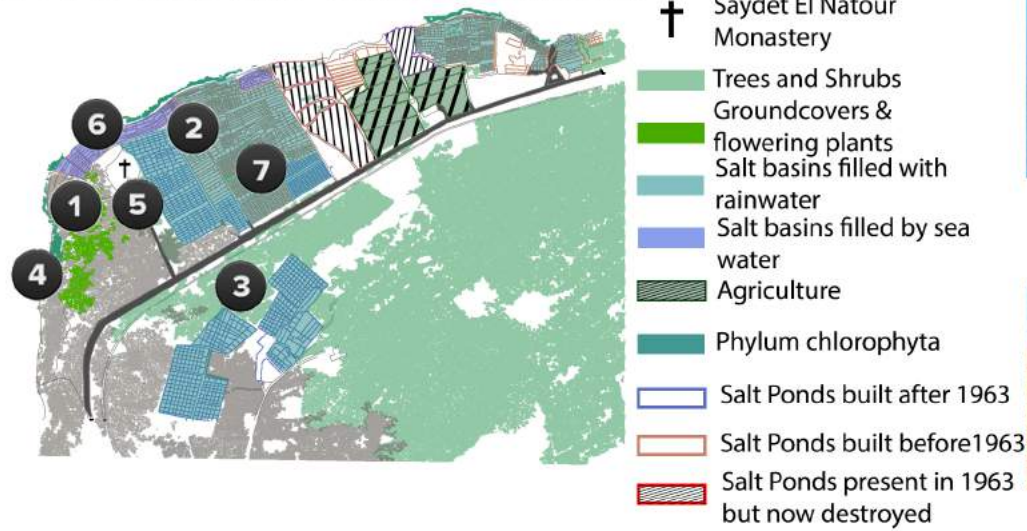 6
2
1
5
7
4
3
Saydet El Natour
Monastery
Trees and Shrubs
Groundcovers &
flowering plants
Salt basins filled with
rainwater
Salt basins filled by sea
water
Agriculture
Phylum chlorophyta
Salt Ponds built after 1963
Salt Ponds built before1963
Salt Ponds present in 1963
but now destroyed